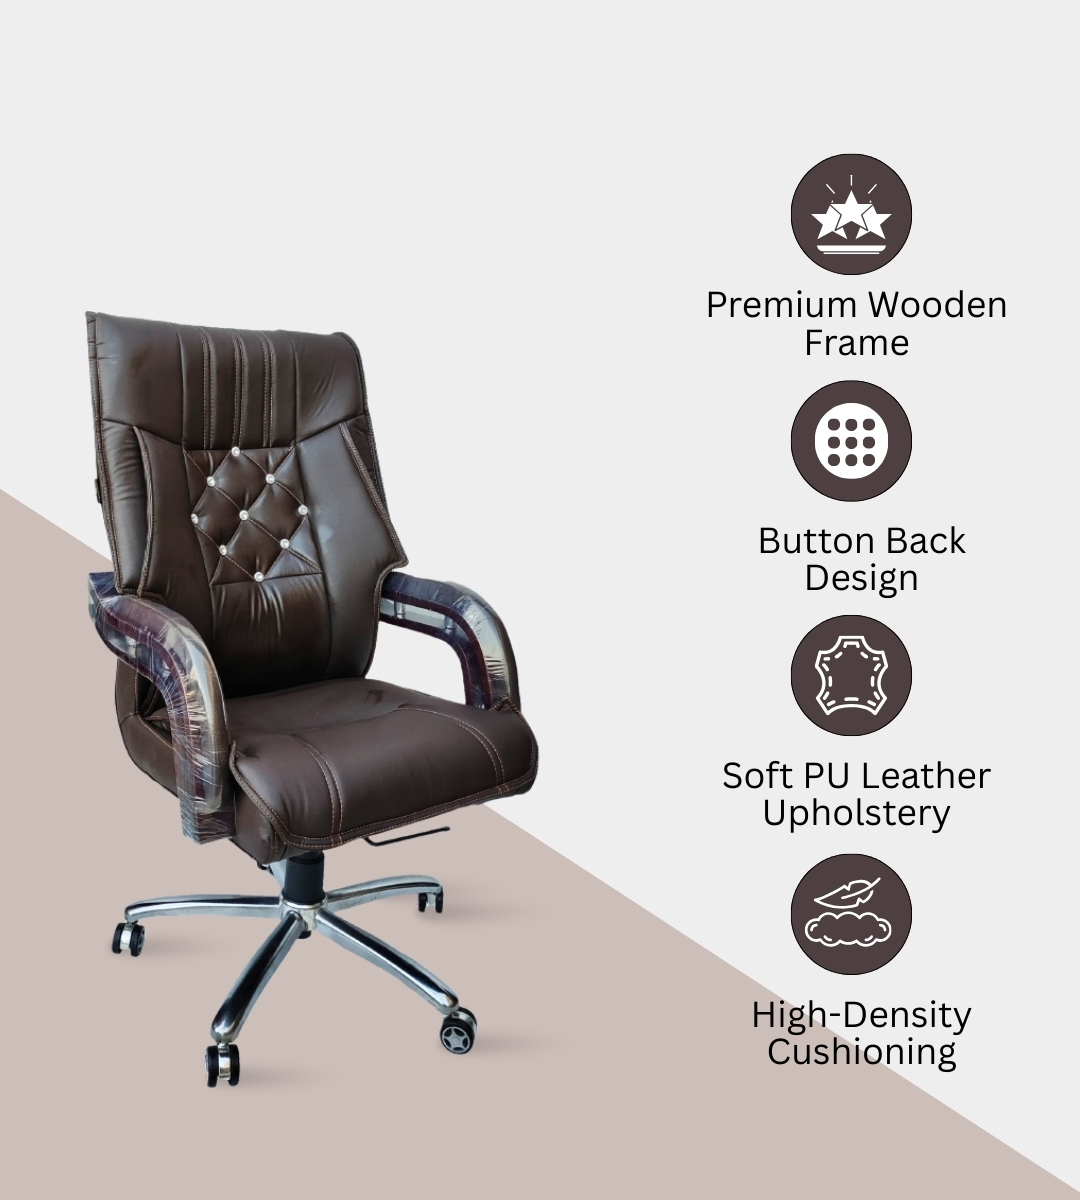 Premium Wooden
Frame
Button Back
Design
Soft PU Leather
Upholstery
High-Density
Cushioning